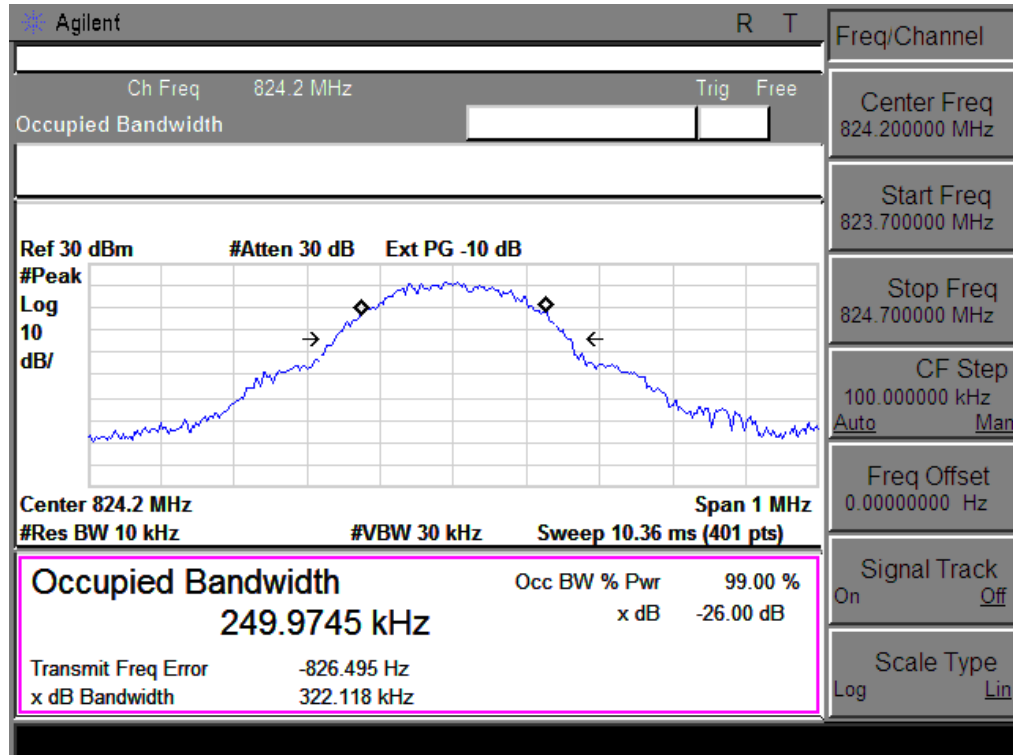 Agilent R T
Ch Freq 824.2 MHz Trig Free
Occupied Bandwidth
Ref 30 dBm #Atten 30 dB Ext PG -10 dB
#Peak
Log
10
dB/
Center 824.2 MHz Span 1 MHz
#Res BW 10 kHz #VBW 30 kHz Sweep 10.36 ms (401 pts)
Occupied Bandwidth Occ BW % Pwr 99.00 %
249.9745 kHz x dB -26.00 dB
Transmit Freq Error -826.495 Hz
x dB Bandwidth 322.118 kHz
Freq/Channel
Center Freq
824.200000 MHz
Start Freq
823.700000 MHz
Stop Freq
824.700000 MHz
CF Step
100.000000 kHz
Auto Man
Freq Offset
0.00000000 Hz
Signal Track
On Off
Scale Type
Log Lin